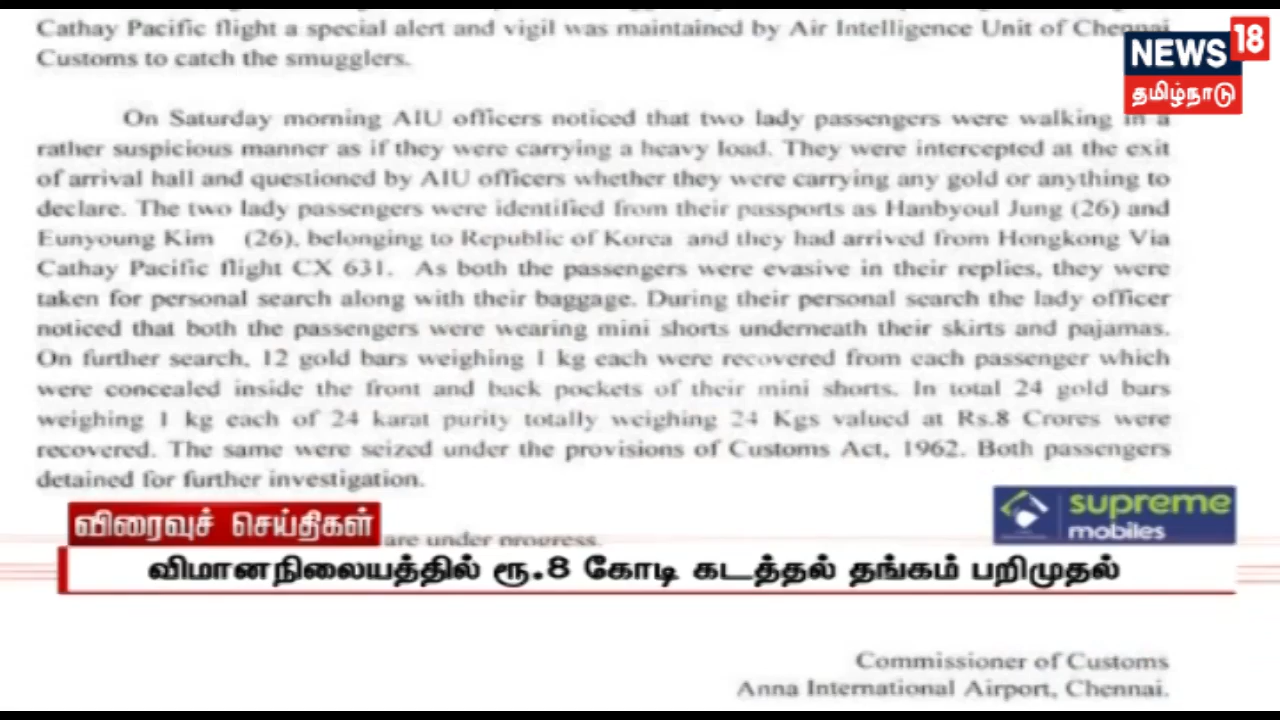 Cathay Pacific flight a special alert and vigil was maintained by Air Intelligence Unit of Chennai
Customs to catch the smugglers.
NEWS 18
தமிழ்நாடு
On Saturday morning AIU officers noticed that two lady passengers were walking in a
rather suspicious manner as if they were carrying a heavy load. They were intercepted at the exit
of arrival hall and questioned by AIU officers whether they were carrying any gold or anything to
declare. The two lady passengers were identified from their passports as Hanbyoul Jung (26) and
Eunyoung Kim (26), belonging to Republic of Korea and they had arrived from Hongkong Via
Cathay Pacific flight CX 631. As both the passengers were evasive in their replies, they were
taken for personal search along with their baggage. During their personal search the lady officer
noticed that both the passengers were wearing mini shorts underneath their skirts and pajamas.
On further search, 12 gold bars weighing 1 kg each were recovered from each passenger which
were concealed inside the front and back pockets of their mini shorts. In total 24 gold bars
weighing 1 kg each of 24 karat purity totally weighing 24 Kgs valued at Rs.8 Crores were
recovered. The same were seized under the provisions of Customs Act, 1962. Both passengers
detained for further investigation.
supreme
mobiles
விரைவுச் செய்திகள்
are under progress.
விமானநிலையத்தில் ரூ.8 கோடி கடத்தல் தங்கம் பறிமுதல்
Commissioner of Customs
Anna International Airport, Chennai.